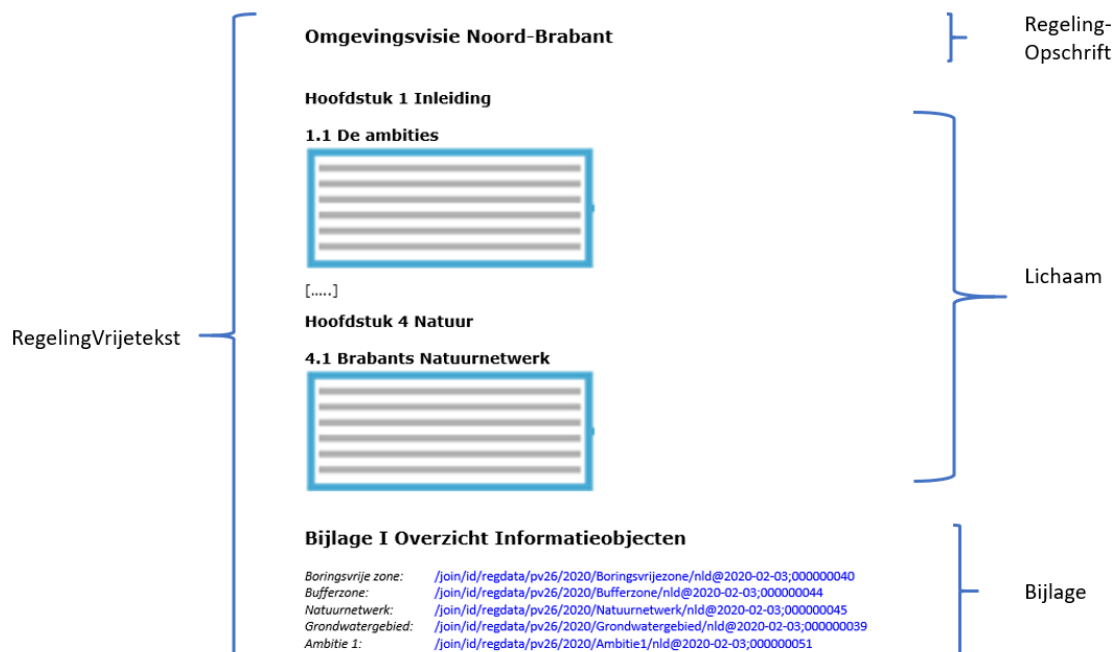 Omgevingsvisie Noord-Brabant
Regeling-
Opschrift
Hoofdstuk 1 Inleiding
1.1 De ambities
[.....]
Lichaam
Hoofdstuk 4 Natuur
RegelingVrijetekst
4.1 Brabants Natuurnetwerk
Bijlage I Overzicht Informatieobjecten
Boringsvrije zone: /join/id/regdata/pv26/2020/Boringsvrijezone/nld@2020-02-03;000000040
Bufferzone: /join/id/regdata/pv26/2020/Bufferzone/nld@2020-02-03;000000044
Natuurnetwerk: /join/id/regdata/pv26/2020/Natuurnetwerk/nld@2020-02-03;000000045
Grondwatergebied: /join/id/regdata/pv26/2020/Grondwatergebied/nld@2020-02-03;000000039
Ambitie 1: /join/id/regdata/pv26/2020/Ambitie1/nld@2020-02-03;000000051
Bijlage